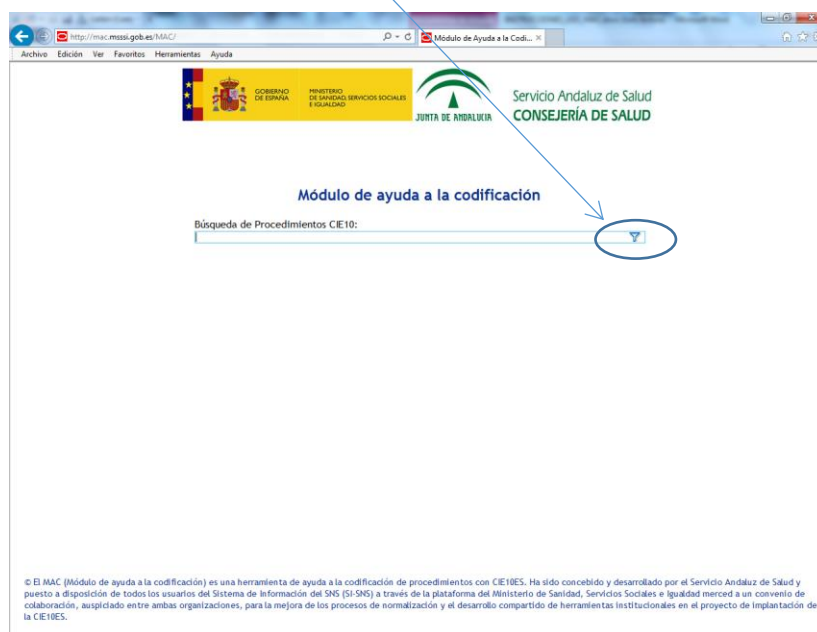 http://mac.msssi.gob.es/MAC/
Módulo de Ayuda a la Codi...
Archivo Edición Ver Favoritos Herramientas Ayuda
GOBIERNO
DE ESPAÑA
MINISTERIO
DE SANIDAD, SERVICIOS SOCIALES
E IGUALDAD
JUNTA DE ANDALUCIA
Servicio Andaluz de Salud
CONSEJERÍA DE SALUD
Módulo de ayuda a la codificación
Búsqueda de Procedimientos CIE10:
© El MAC (Módulo de ayuda a la codificación) es una herramienta de ayuda a la codificación de procedimientos con CIE10ES. Ha sido concebido y desarrollado por el Servicio Andaluz de Salud y
puesto a disposición de todos los usuarios del Sistema de Información del SNS (SI-SNS) a través de la plataforma del Ministerio de Sanidad, Servicios Sociales e Igualdad merced a un convenio de
colaboración, auspiciado entre ambas organizaciones, para la mejora de los procesos de normalización y el desarrollo compartido de herramientas institucionales en el proyecto de implantación de
la CIE10ES.